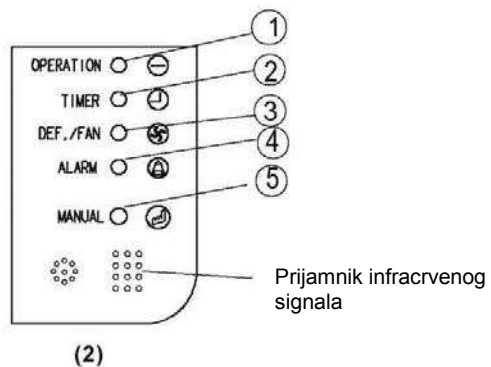 1
OPERATION
2
TIMER
3
DEF./FAN
4
ALARM
5
MANUAL
Prijamnik infracrvenog
signala
(2)